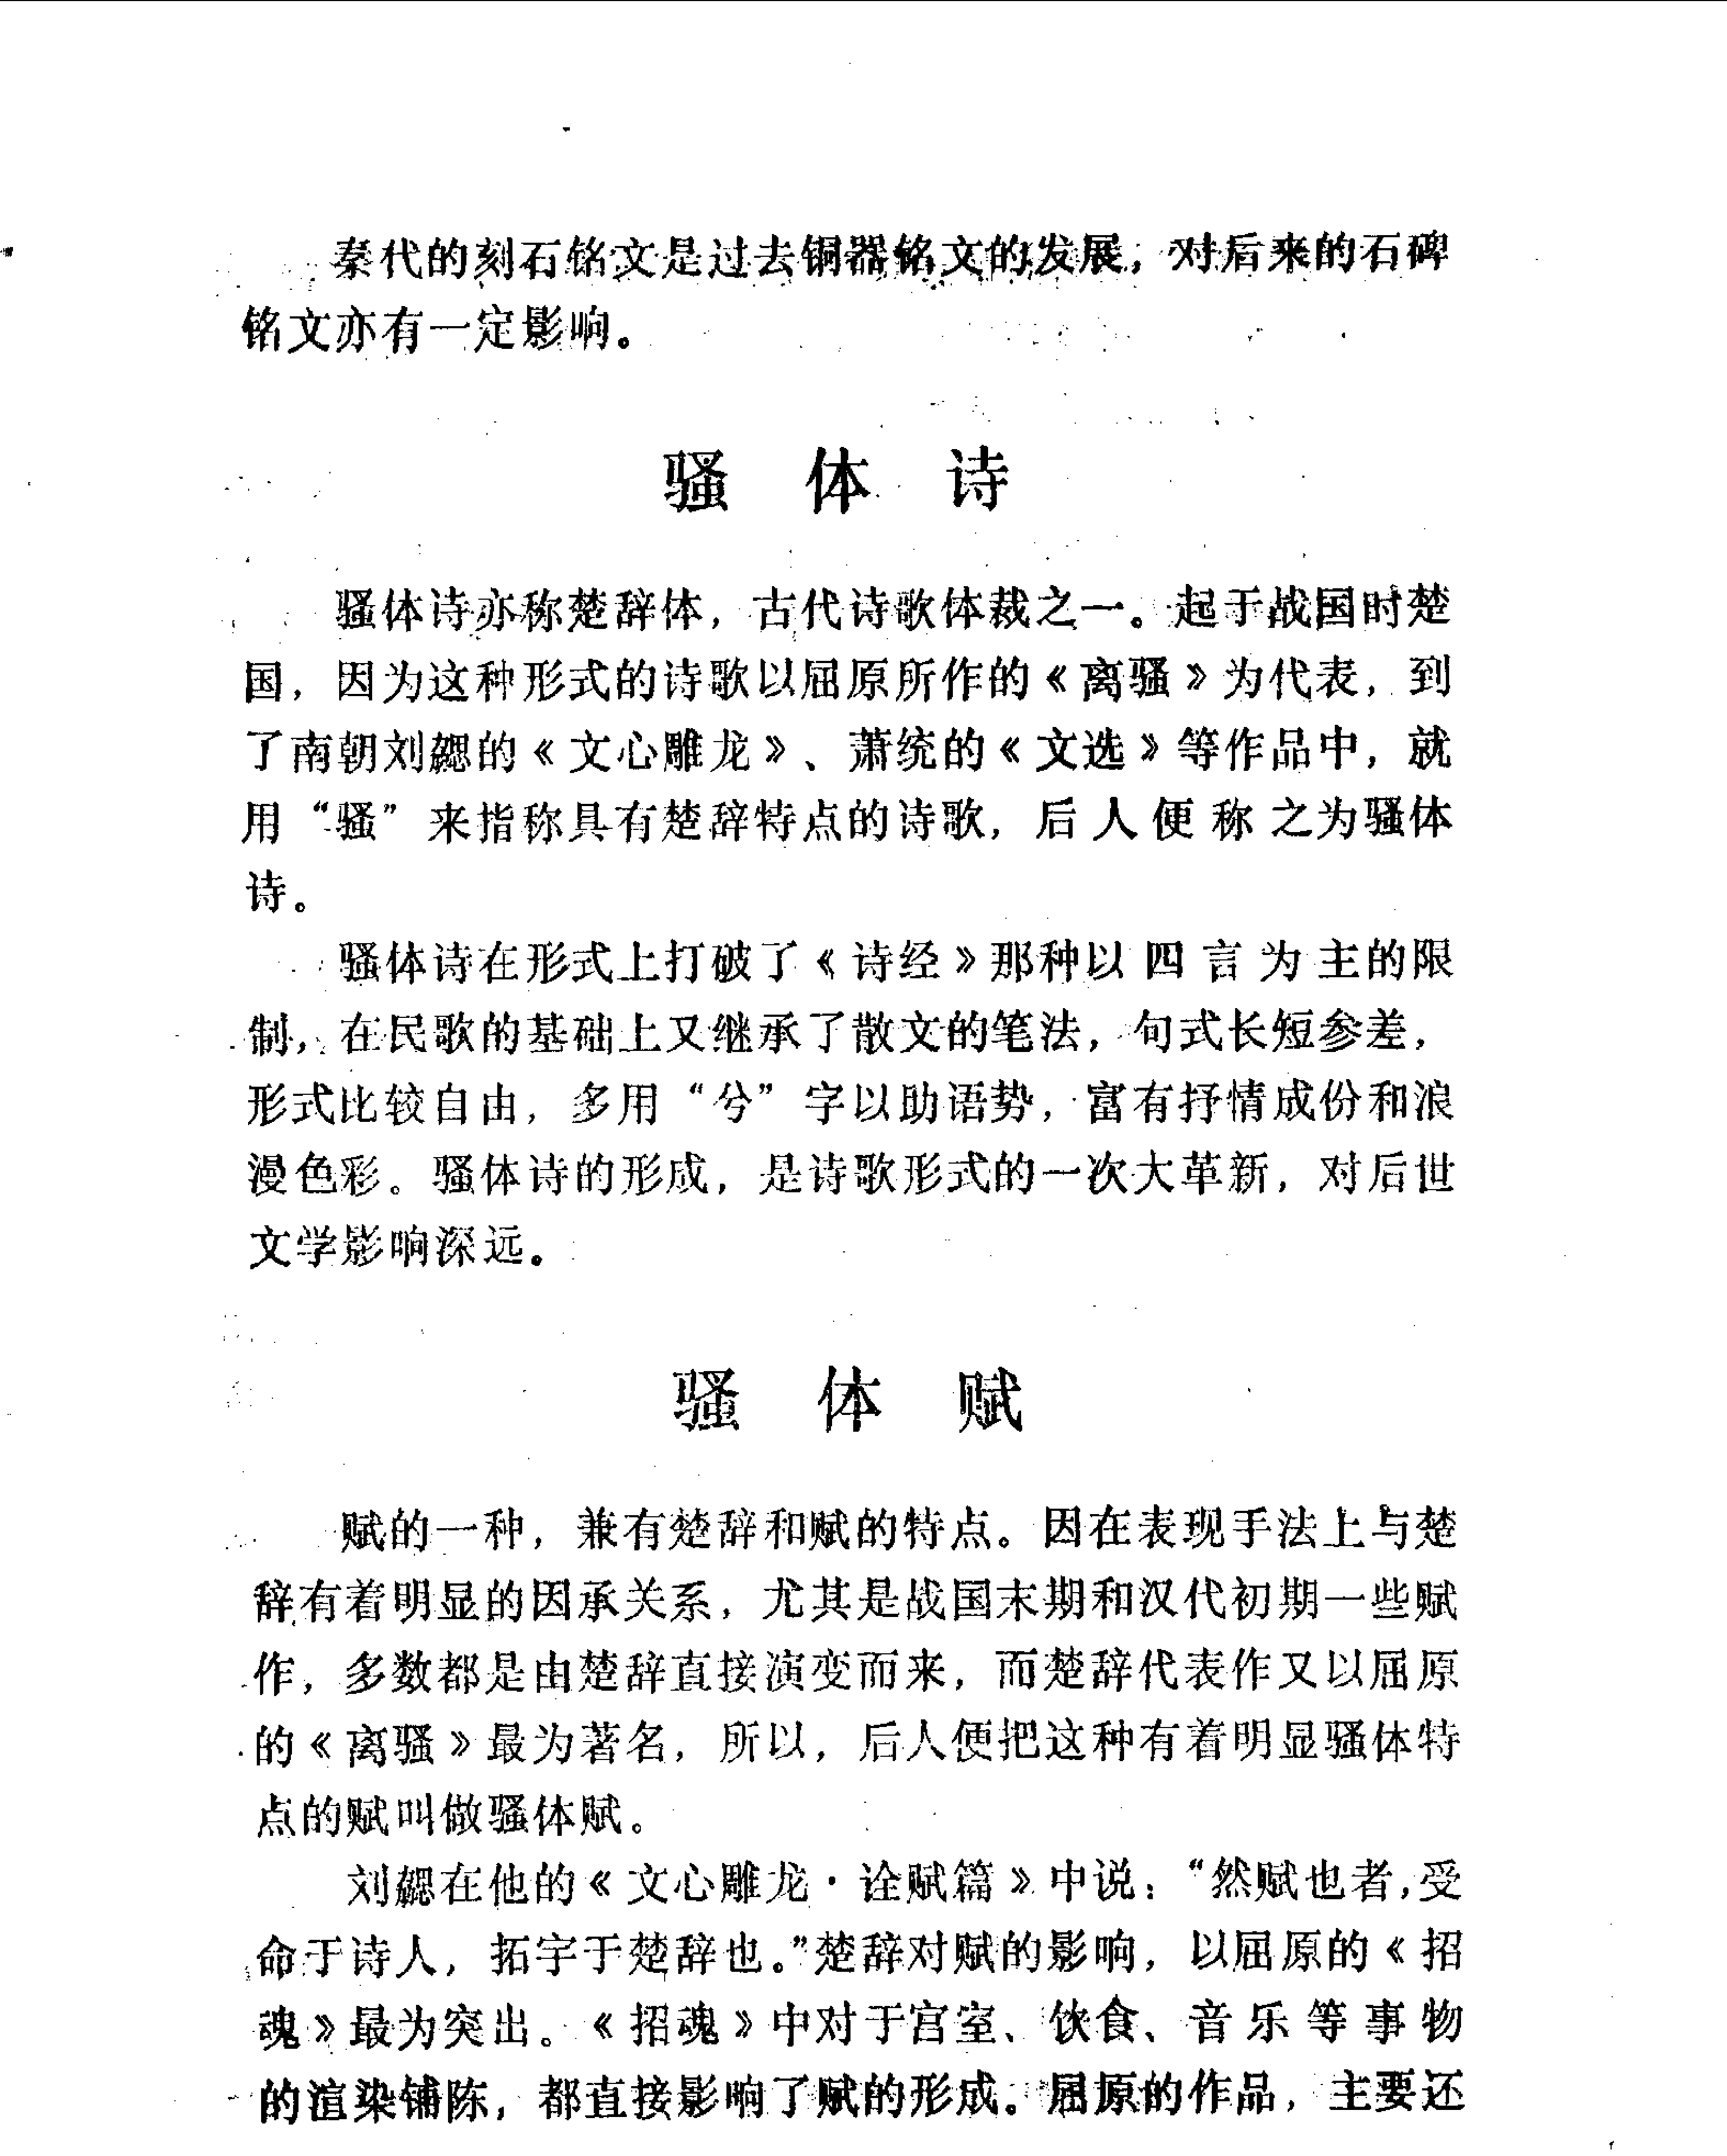 秦代的刻石铭文是过去铜器铭文的发展，对后来的石碑
铭文亦有一定影响。
骚体诗
骚体诗亦称楚辞体，古代诗歌体裁之一。起于战国时楚
国，因为这种形式的诗歌以屈原所作的《离骚》为代表，到
了南朝刘勰的《文心雕龙》、萧统的《文选》等作品中，就
用“骚”来指称具有楚辞特点的诗歌，后人便称之为骚体
诗。
骚体诗在形式上打破了《诗经》那种以四言为主的限
制，在民歌的基础上又继承了散文的笔法，句式长短参差，
形式比较自由，多用“兮”字以助语势，富有抒情成份和浪
漫色彩。骚体诗的形成，是诗歌形式的一次大革新，对后世
文学影响深远。
骚体赋
赋的一种，兼有楚辞和赋的特点。因在表现手法上与楚
辞有着明显的因承关系，尤其是战国末期和汉代初期一些赋
作，多数都是由楚辞直接演变而来，而楚辞代表作又以屈原
的《离骚》最为著名，所以，后人便把这种有着明显骚体特
点的赋叫做骚体赋。
刘勰在他的《文心雕龙·诠赋篇》中说：“然赋也者，受
命于诗人，拓宇于楚辞也。”楚辞对赋的影响，以屈原的《招
魂》最为突出。《招魂》中对于宫室、饮食、音乐等事物
的渲染铺陈，都直接影响了赋的形成。屈原的作品，主要还